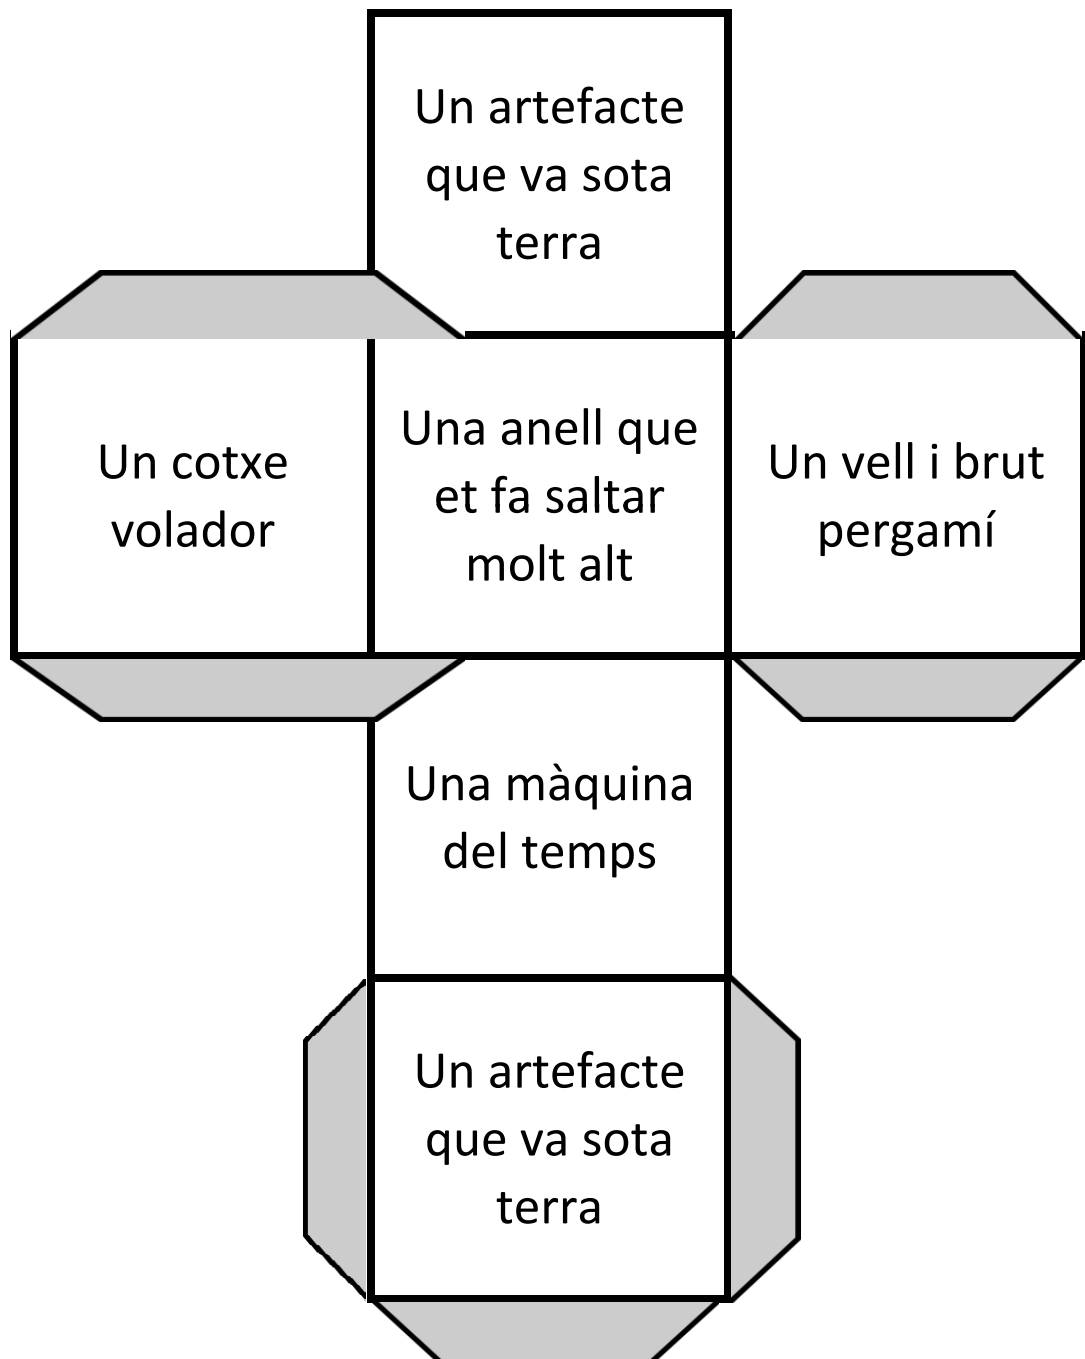 Un artefacte
que va sota
terra
Un cotxe
volador
Una anell que
et fa saltar
molt alt
Un vell i brut
pergamí
Una màquina
del temps
Un artefacte
que va sota
terra